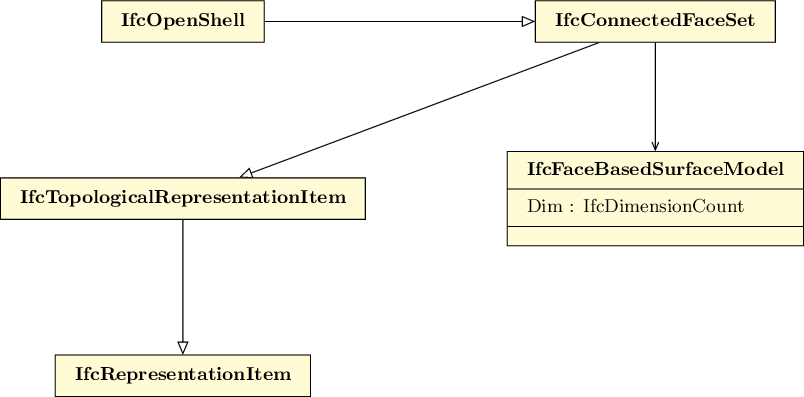 IfcOpenShell
IfcConnectedFaceSet
IfcFaceBasedSurfaceModel
Dim : IfcDimensionCount
IfcTopologicalRepresentationItem
IfcRepresentationItem